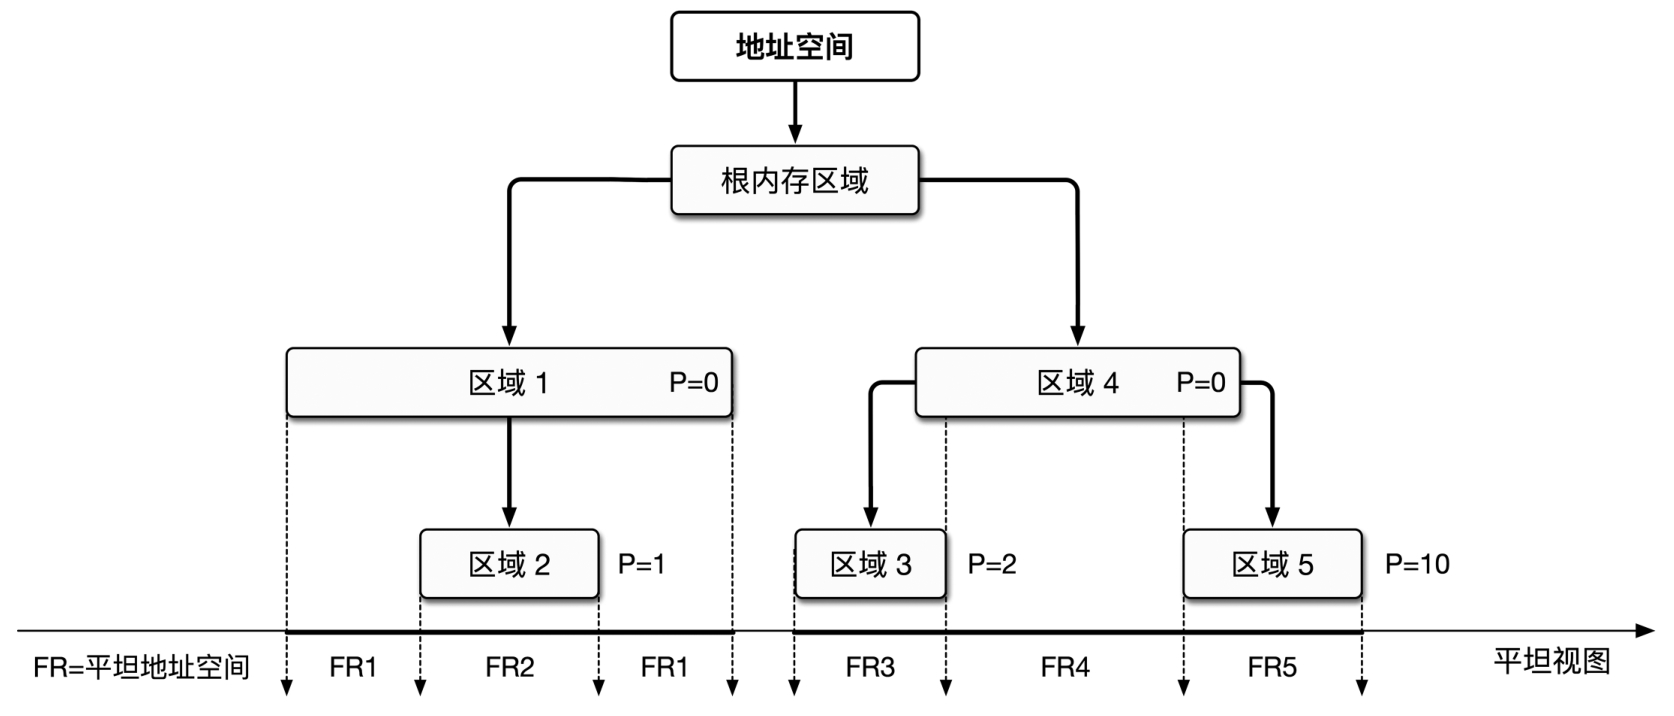 地址空间
根内存区域
区域 1 P=0
区域 4 P=0
区域 2 P=1
区域 3 P=2
区域 5 P=10
FR=平坦地址空间 FR1 FR2 FR1 FR3 FR4 FR5 平坦视图